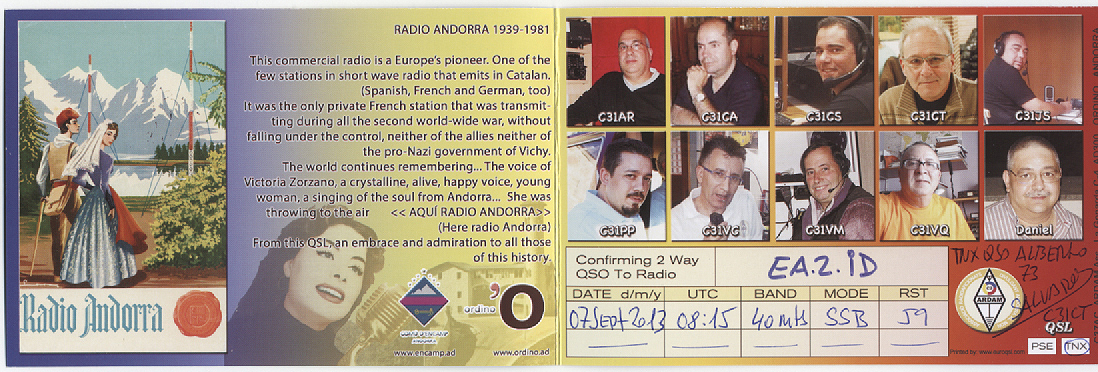 Radio Andorra
RADIO ANDORRA 1939-1981
This commercial radio is a Europe's pioneer. One of the
few stations in short wave radio that emits in Catalan.
(Spanish, French and German, too)
It was the only private French station that was transmit-
ting during all the second world-wide war, without
falling under the control, neither of the allies neither of
the pro-Nazi government of Vichy.
The world continues remembering... The voice of
Victoria Zorzano, a crystalline, alive, happy voice, young
woman, a singing of the soul from Andorra... She was
throwing to the air << AQUÍ RADIO ANDORRA>>
(Here radio Andorra)
From this QSL, an embrace and admiration to all those
of this history.
ordino
'O
www.encamp.ad
www.ordino.ad
C31AR C31CA C31CS C31CT C31JS
C31PP C31VC C31VM C31VQ Daniel
Confirming 2 Way
QSO To Radio
EA.2.ID
DATE d/m/y UTC BAND MODE RST
07Sept2013 08:15 40 mts SSB 59
TNX QSO ALBERTO
73
SALVADOR
C31CT
ARDAM
QSL
PSE TNX